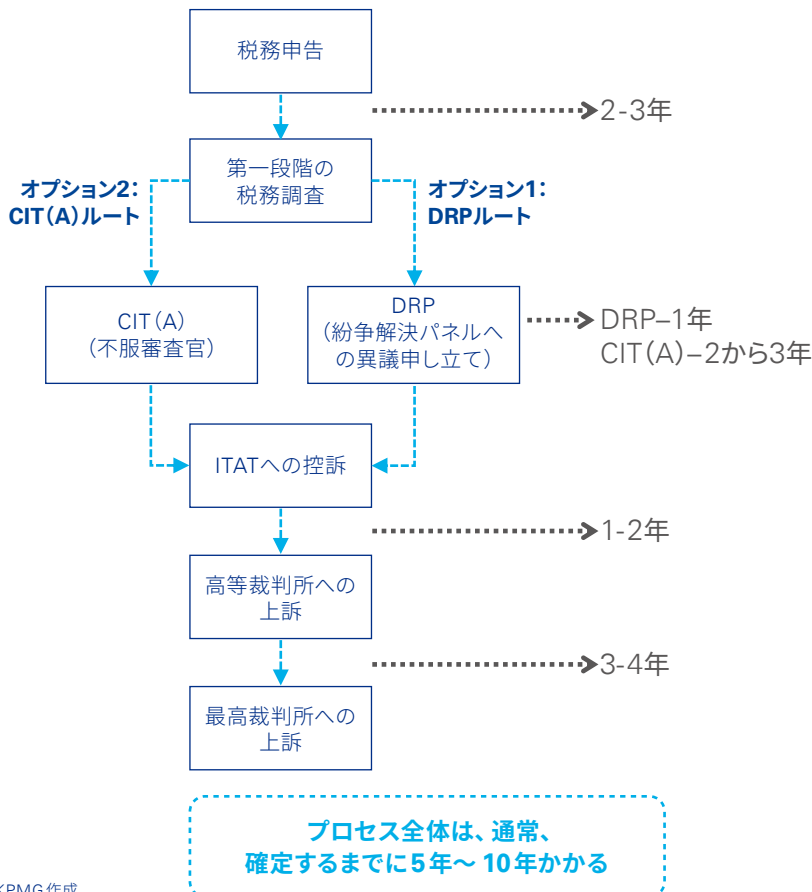 税務申告
2-3年
第一段階の
税務調査
オプション2：
CIT（A）ルート
オプション1：
DRPルート
CIT（A）
（不服審査官）
DRP
（紛争解決パネルへ
の異議申し立て）
DRP–1年
CIT（A）–2から3年
ITATへの控訴
1-2年
高等裁判所への
上訴
3-4年
最高裁判所への
上訴
プロセス全体は、通常、
確定するまでに5年～10年かかる
KPMG作成